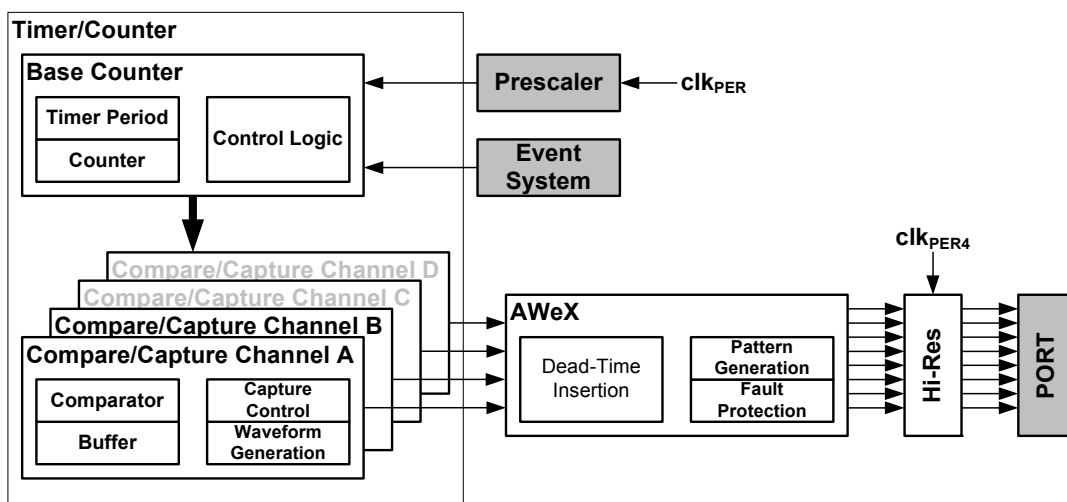 Timer/Counter
Base Counter
Timer Period
Counter
Control Logic
Prescaler
clkPER
Event
System
Compare/Capture Channel D
Compare/Capture Channel C
Compare/Capture Channel B
Compare/Capture Channel A
Comparator
Buffer
Capture
Control
Waveform
Generation
AWeX
Dead-Time
Insertion
Pattern
Generation
Fault
Protection
clkPER4
Hi-Res
PORT